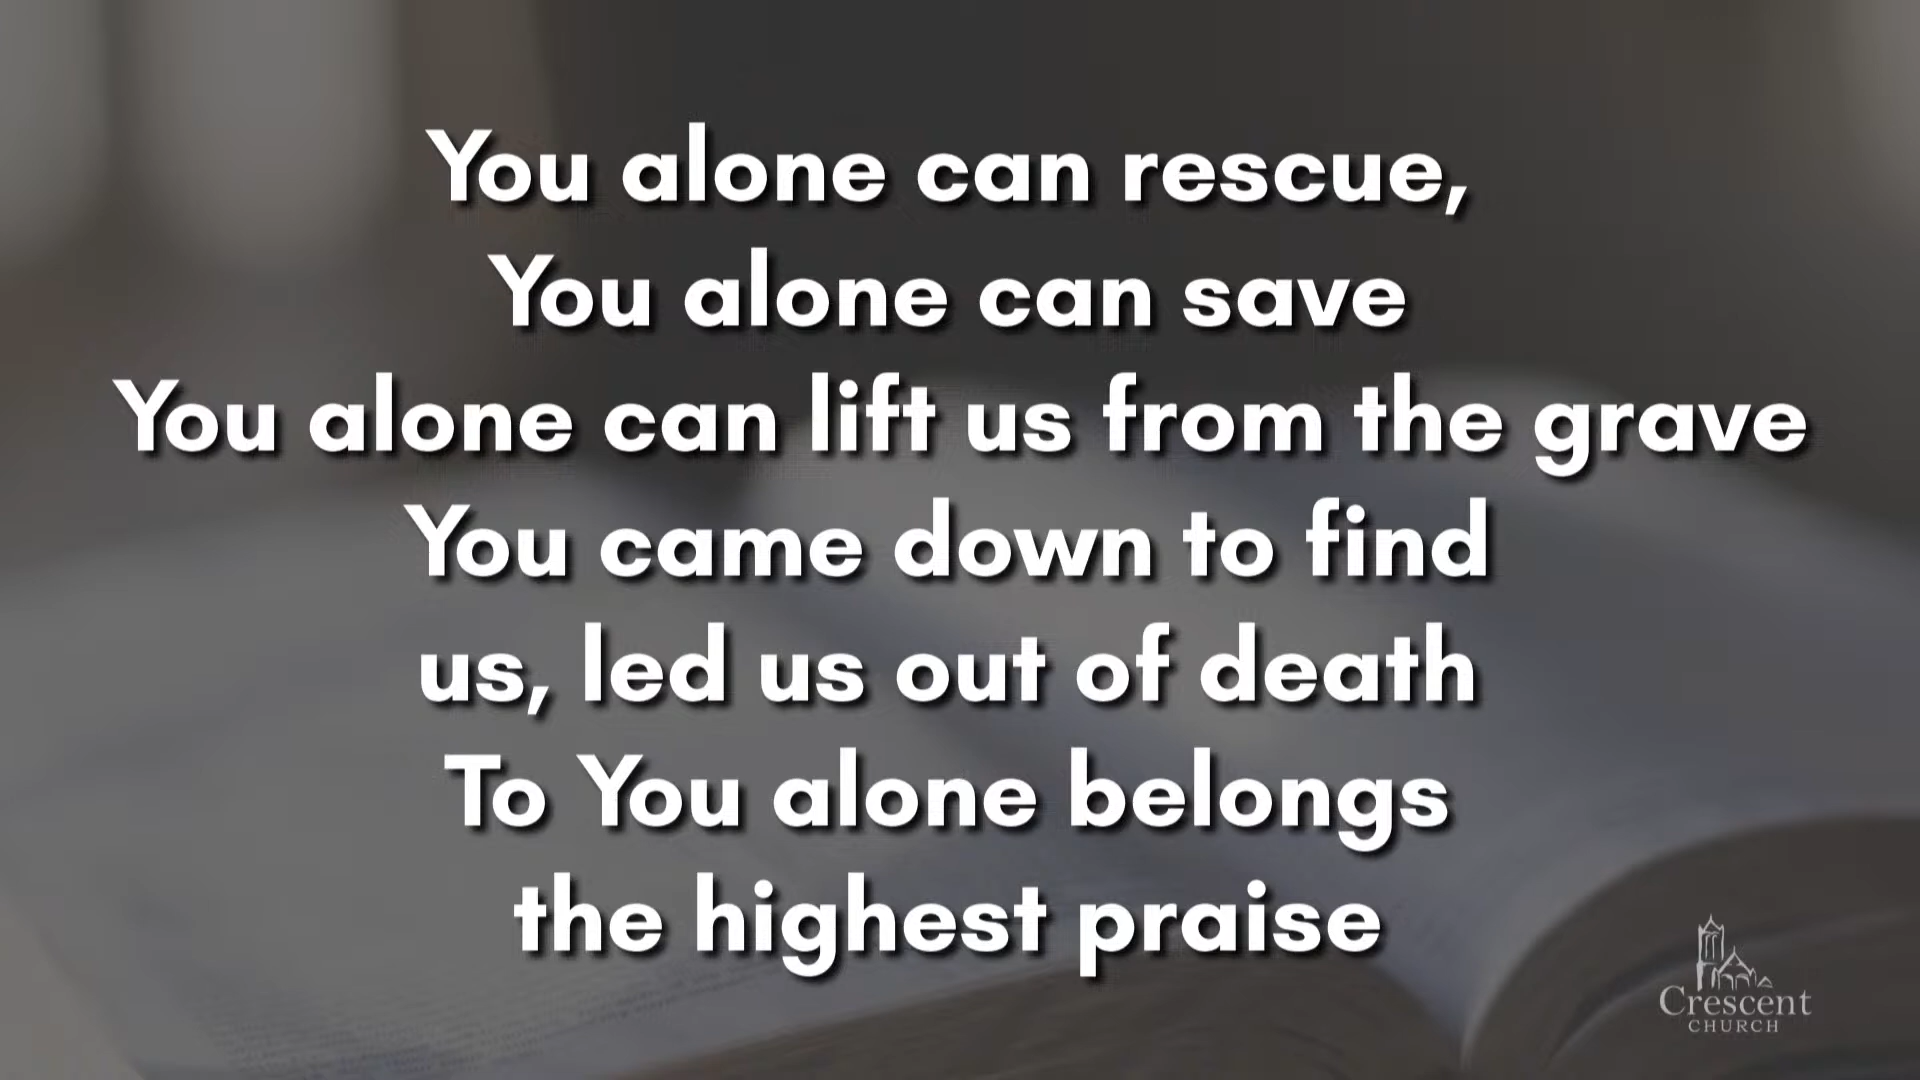 You alone can rescue,
You alone can save
You alone can lift us from the grave
You came down to find
us, led us out of death
To You alone belongs
the highest praise
Crescent
CHURCH